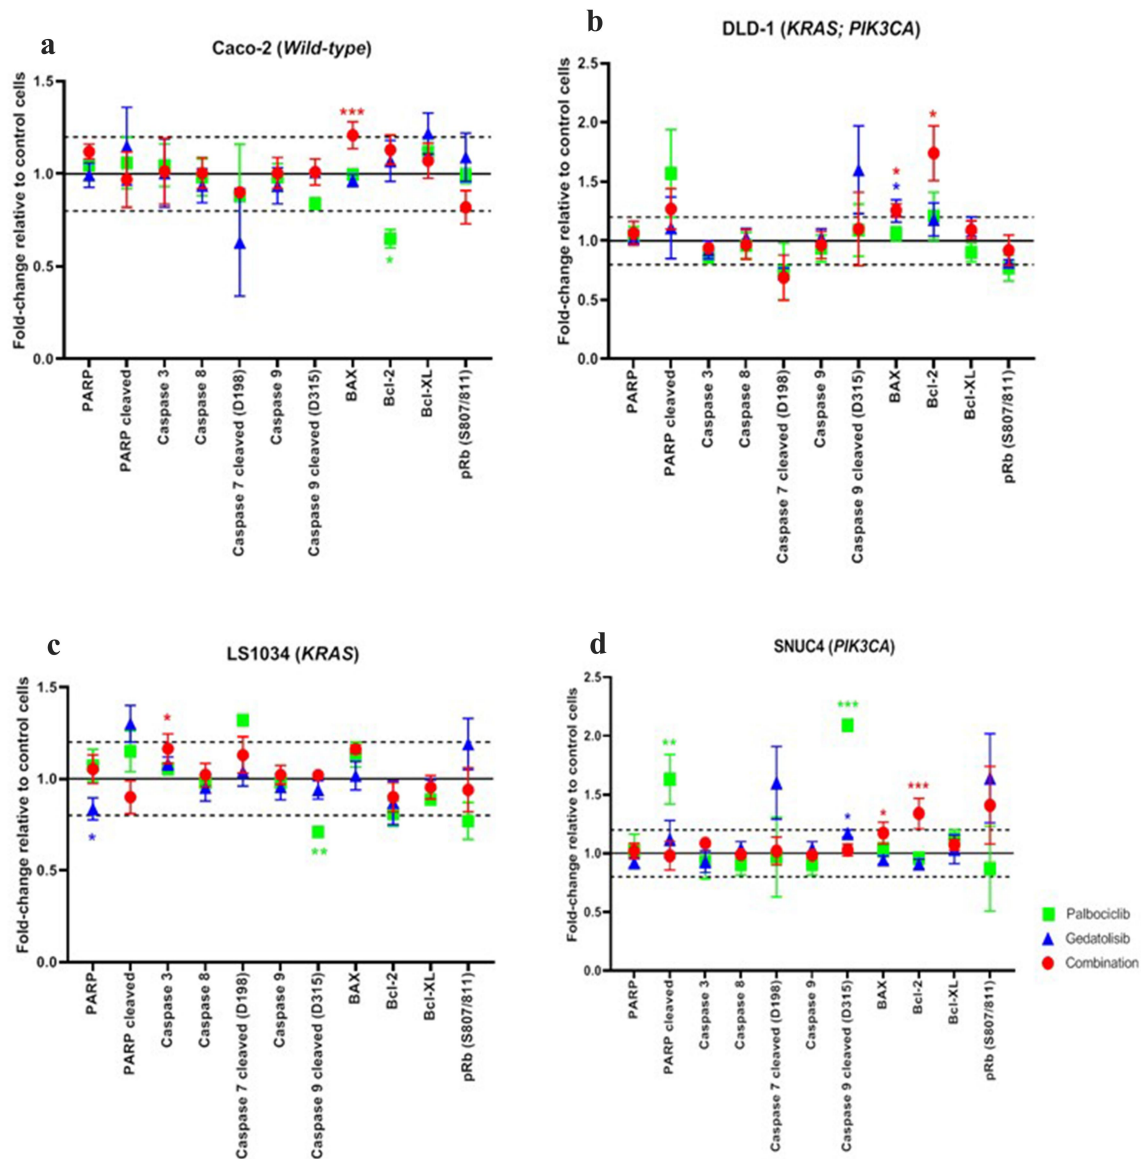 a
Caco-2 (Wild-type)
Fold-change relative to control cells
1.5
1.0
0.5
0.0
***
*
PARP
PARP cleaved
Caspase 3
Caspase 8
Caspase 7 cleaved (D198)
Caspase 9
Caspase 9 cleaved (D315)
BAX
Bcl-2
Bcl-XL
pRb (S807/811)
b
DLD-1 (KRAS; PIK3CA)
Fold-change relative to control cells
2.5
2.0
1.5
1.0
0.5
0.0
*
*
*
PARP
PARP cleaved
Caspase 3
Caspase 8
Caspase 7 cleaved (D198)
Caspase 9
Caspase 9 cleaved (D315)
BAX
Bcl-2
Bcl-XL
pRb (S807/811)
c
LS1034 (KRAS)
Fold-change relative to control cells
1.5
1.0
0.5
0.0
*
*
**
PARP
PARP cleaved
Caspase 3
Caspase 8
Caspase 7 cleaved (D198)
Caspase 9
Caspase 9 cleaved (D315)
BAX
Bcl-2
Bcl-XL
pRb (S807/811)
d
SNUC4 (PIK3CA)
Fold-change relative to control cells
2.5
2.0
1.5
1.0
0.5
0.0
**
***
*
*
***
PARP
PARP cleaved
Caspase 3
Caspase 8
Caspase 7 cleaved (D198)
Caspase 9
Caspase 9 cleaved (D315)
BAX
Bcl-2
Bcl-XL
pRb (S807/811)
Palbociclib
Gedatolisib
Combination